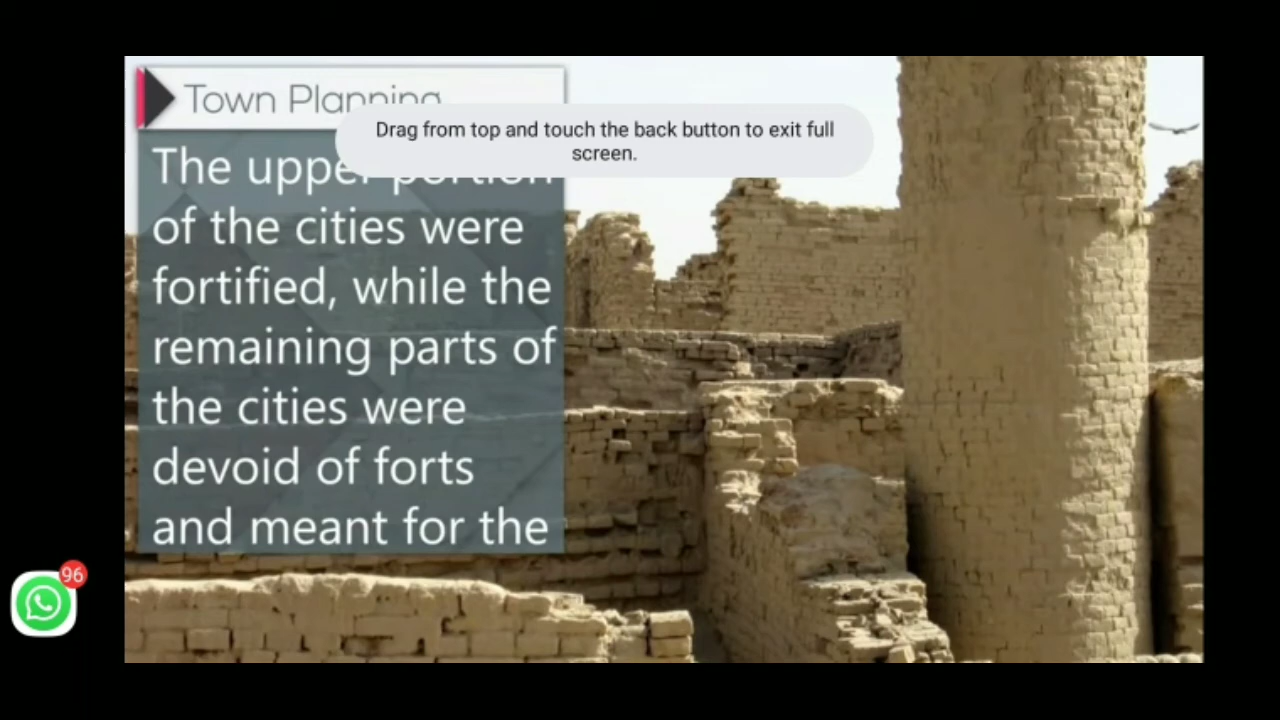 Town Planning
Drag from top and touch the back button to exit full
screen.
The upper portion
of the cities were
fortified, while the
remaining parts of
the cities were
devoid of forts
and meant for the
96